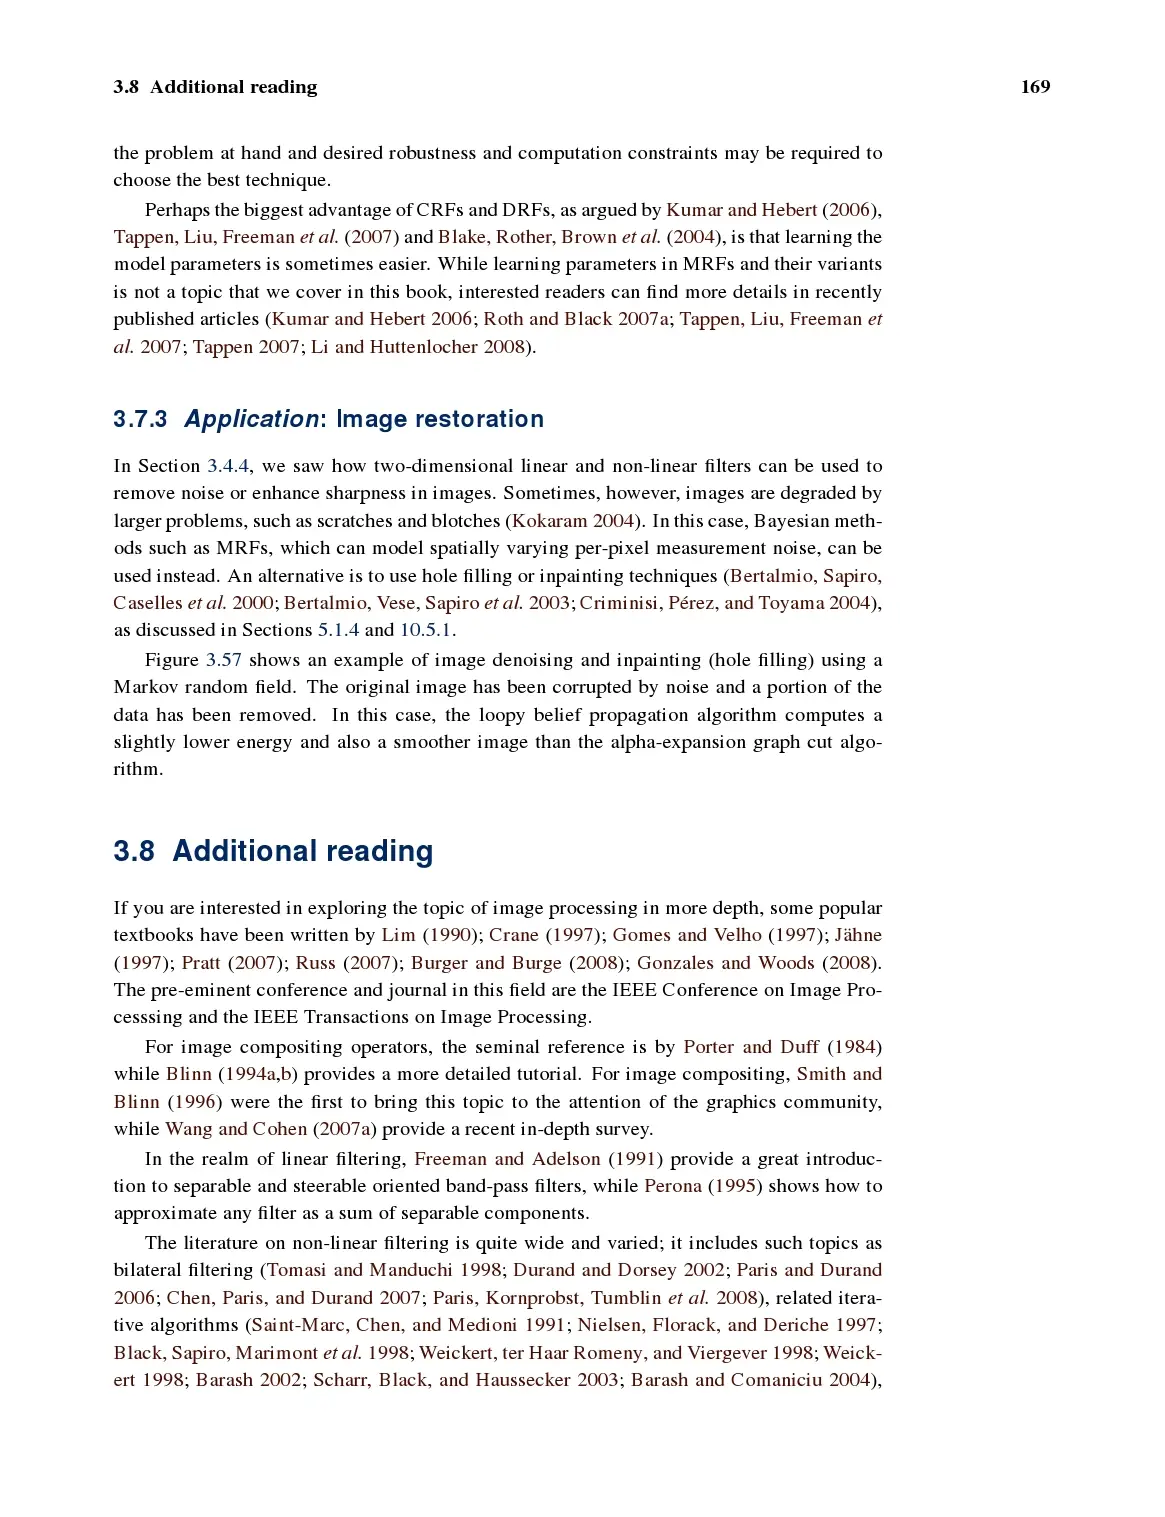 3.8 Additional reading 169
the problem at hand and desired robustness and computation constraints may be required to
choose the best technique.
Perhaps the biggest advantage of CRFs and DRFs, as argued by Kumar and Hebert (2006),
Tappen, Liu, Freeman et al. (2007) and Blake, Rother, Brown et al. (2004), is that learning the
model parameters is sometimes easier. While learning parameters in MRFs and their variants
is not a topic that we cover in this book, interested readers can find more details in recently
published articles (Kumar and Hebert 2006; Roth and Black 2007a; Tappen, Liu, Freeman et
al. 2007; Tappen 2007; Li and Huttenlocher 2008).
3.7.3 Application: Image restoration
In Section 3.4.4, we saw how two-dimensional linear and non-linear filters can be used to
remove noise or enhance sharpness in images. Sometimes, however, images are degraded by
larger problems, such as scratches and blotches (Kokaram 2004). In this case, Bayesian meth-
ods such as MRFs, which can model spatially varying per-pixel measurement noise, can be
used instead. An alternative is to use hole filling or inpainting techniques (Bertalmio, Sapiro,
Caselles et al. 2000; Bertalmio, Vese, Sapiro et al. 2003; Criminisi, Pérez, and Toyama 2004),
as discussed in Sections 5.1.4 and 10.5.1.
Figure 3.57 shows an example of image denoising and inpainting (hole filling) using a
Markov random field. The original image has been corrupted by noise and a portion of the
data has been removed. In this case, the loopy belief propagation algorithm computes a
slightly lower energy and also a smoother image than the alpha-expansion graph cut algo-
rithm.
3.8 Additional reading
If you are interested in exploring the topic of image processing in more depth, some popular
textbooks have been written by Lim (1990); Crane (1997); Gomes and Velho (1997); Jähne
(1997); Pratt (2007); Russ (2007); Burger and Burge (2008); Gonzales and Woods (2008).
The pre-eminent conference and journal in this field are the IEEE Conference on Image Pro-
cesssing and the IEEE Transactions on Image Processing.
For image compositing operators, the seminal reference is by Porter and Duff (1984)
while Blinn (1994a,b) provides a more detailed tutorial. For image compositing, Smith and
Blinn (1996) were the first to bring this topic to the attention of the graphics community,
while Wang and Cohen (2007a) provide a recent in-depth survey.
In the realm of linear filtering, Freeman and Adelson (1991) provide a great introduc-
tion to separable and steerable oriented band-pass filters, while Perona (1995) shows how to
approximate any filter as a sum of separable components.
The literature on non-linear filtering is quite wide and varied; it includes such topics as
bilateral filtering (Tomasi and Manduchi 1998; Durand and Dorsey 2002; Paris and Durand
2006; Chen, Paris, and Durand 2007; Paris, Kornprobst, Tumblin et al. 2008), related itera-
tive algorithms (Saint-Marc, Chen, and Medioni 1991; Nielsen, Florack, and Deriche 1997;
Black, Sapiro, Marimont et al. 1998; Weickert, ter Haar Romeny, and Viergever 1998; Weick-
ert 1998; Barash 2002; Scharr, Black, and Haussecker 2003; Barash and Comaniciu 2004),